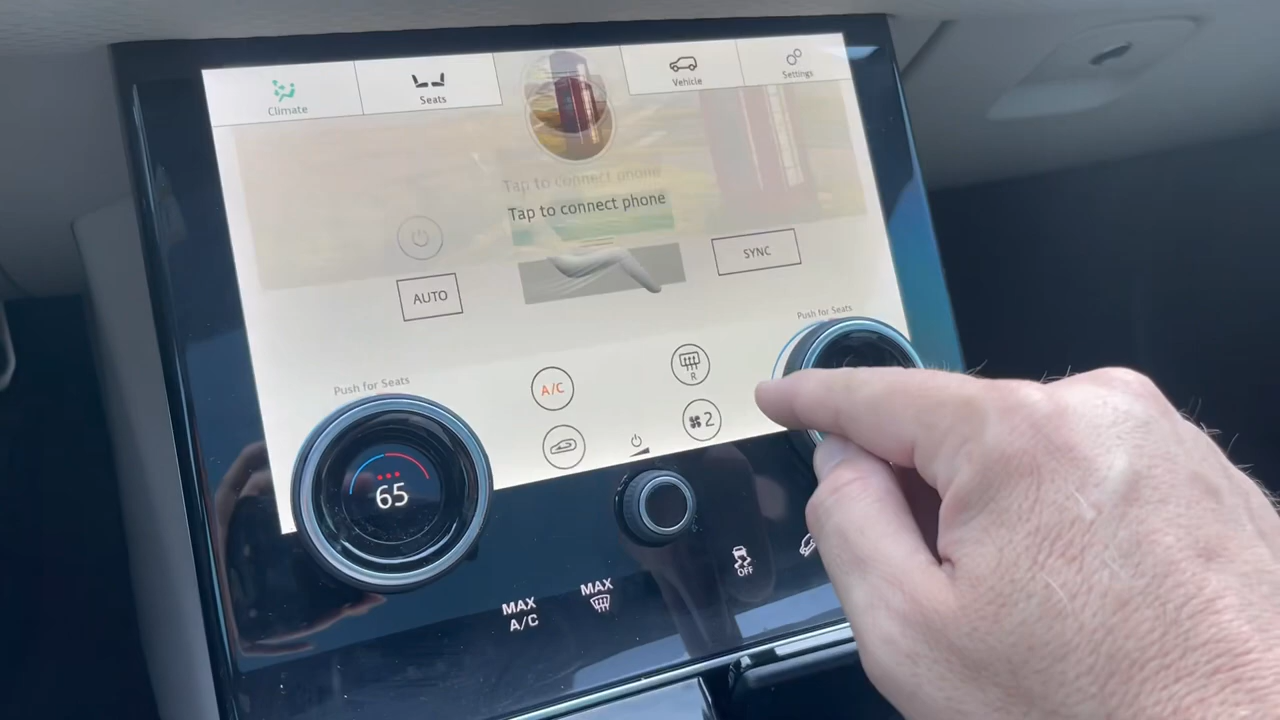 Climate
Seats
Vehicle
Settings
Tap to connect phone
Tap to connect phone
AUTO
SYNC
Push for Seats
Push for Seats
A/C
R
2
65
MAX
A/C
MAX
OFF